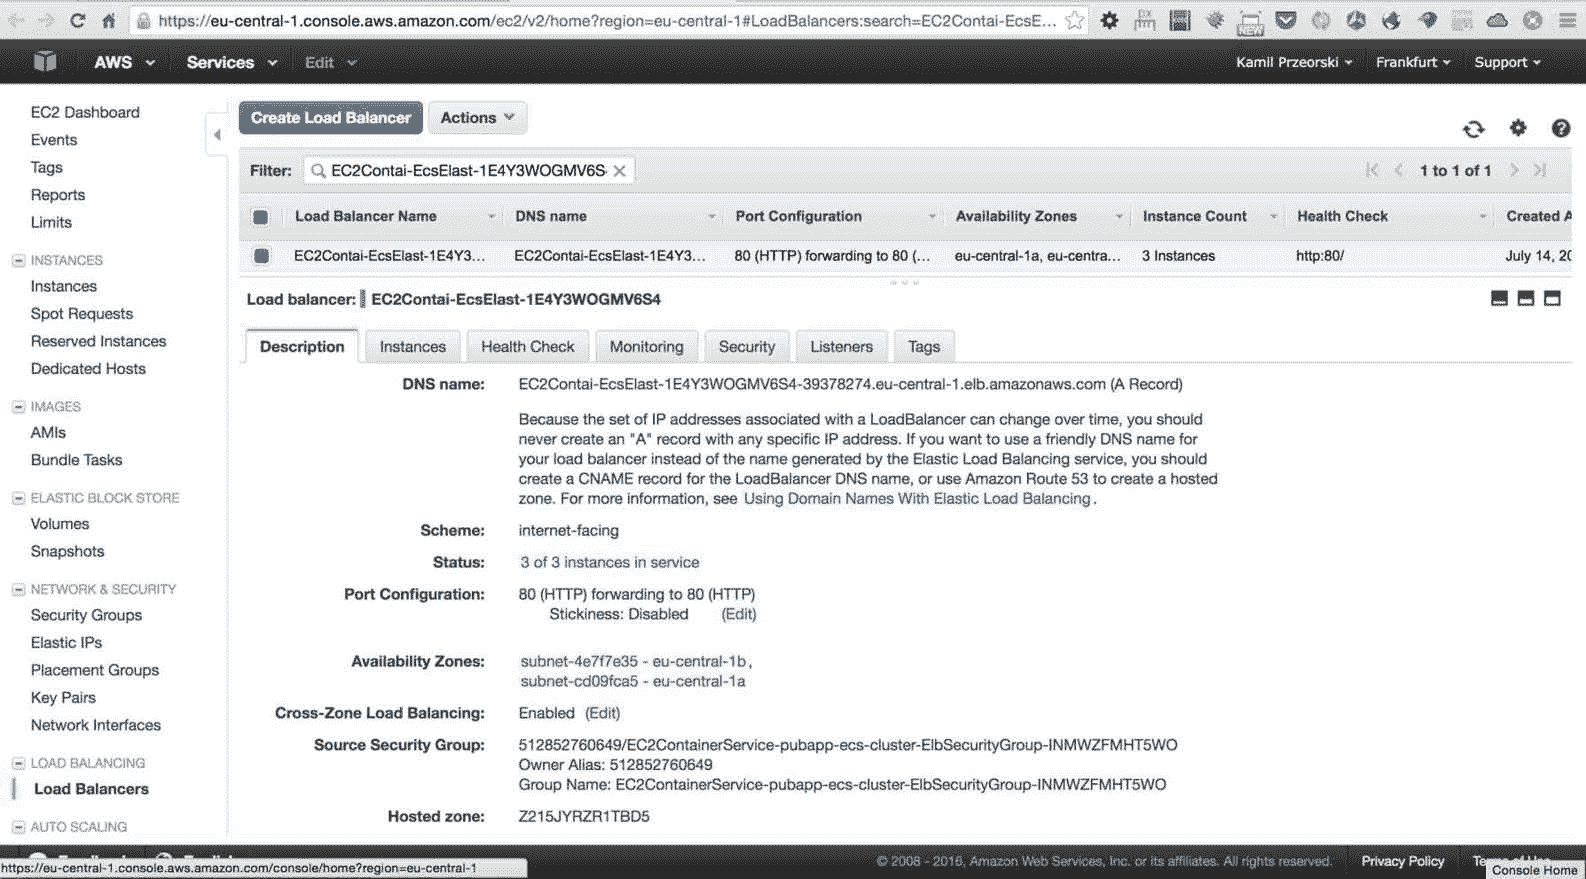 https://eu-central-1.console.aws.amazon.com/ec2/v2/home?region=eu-central-1#LoadBalancers:search=EC2Contai-EcsE...
NEW
AWS Services Edit Kamil Przeorski Frankfurt Support
EC2 Dashboard
Events
Tags
Reports
Limits
INSTANCES
Instances
Spot Requests
Reserved Instances
Dedicated Hosts
IMAGES
AMIs
Bundle Tasks
ELASTIC BLOCK STORE
Volumes
Snapshots
NETWORK & SECURITY
Security Groups
Elastic IPs
Placement Groups
Key Pairs
Network Interfaces
LOAD BALANCING
Load Balancers
AUTO SCALING
Create Load Balancer Actions
Filter: EC2Contai-EcsElast-1E4Y3WOGMV6S 1 to 1 of 1
Load Balancer Name DNS name Port Configuration Availability Zones Instance Count Health Check Created A
EC2Contai-EcsElast-1E4Y3... EC2Contai-EcsElast-1E4Y3... 80 (HTTP) forwarding to 80 (... eu-central-1a, eu-centra... 3 Instances http:80/ July 14, 20
Load balancer: EC2Contai-EcsElast-1E4Y3WOGMV6S4
Description Instances Health Check Monitoring Security Listeners Tags
DNS name: EC2Contai-EcsElast-1E4Y3WOGMV6S4-39378274.eu-central-1.elb.amazonaws.com (A Record)
Because the set of IP addresses associated with a LoadBalancer can change over time, you should
never create an "A" record with any specific IP address. If you want to use a friendly DNS name for
your load balancer instead of the name generated by the Elastic Load Balancing service, you should
create a CNAME record for the LoadBalancer DNS name, or use Amazon Route 53 to create a hosted
zone. For more information, see Using Domain Names With Elastic Load Balancing.
Scheme: internet-facing
Status: 3 of 3 instances in service
Port Configuration: 80 (HTTP) forwarding to 80 (HTTP)
Stickiness: Disabled (Edit)
Availability Zones: subnet-4e7f7e35 - eu-central-1b,
subnet-cd09fca5 - eu-central-1a
Cross-Zone Load Balancing: Enabled (Edit)
Source Security Group: 512852760649/EC2ContainerService-pubapp-ecs-cluster-ElbSecurityGroup-INMWZFMHT5WO
Owner Alias: 512852760649
Group Name: EC2ContainerService-pubapp-ecs-cluster-ElbSecurityGroup-INMWZFMHT5WO
Hosted zone: Z215JYRZR1TBD5
© 2008 - 2016, Amazon Web Services, Inc. or its affiliates. All rights reserved. Privacy Policy
https://eu-central-1.console.aws.amazon.com/console/home?region=eu-central-1
Console Home